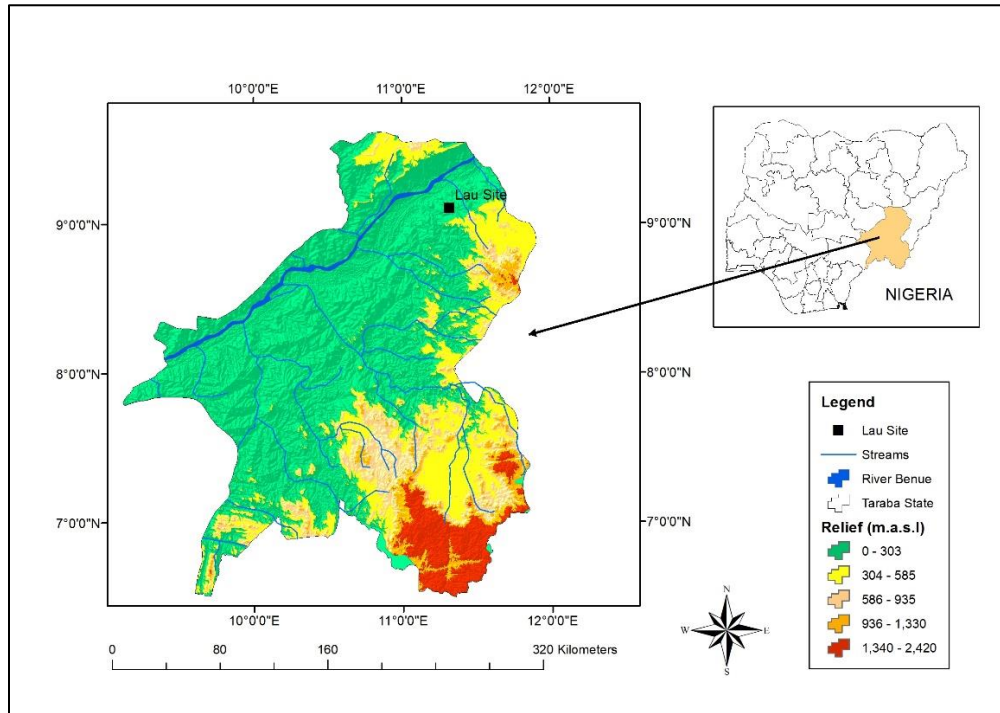 10°0'0"E 11°0'0"E 12°0'0"E
Lau Site
9°0'0"N 9°0'0"N
8°0'0"N 8°0'0"N
7°0'0"N 7°0'0"N
10°0'0"E 11°0'0"E 12°0'0"E
0 80 160 320 Kilometers
NIGERIA
N
W E
S
Legend
Lau Site
Streams
River Benue
Taraba State
Relief (m.a.s.l)
0 - 303
304 - 585
586 - 935
936 - 1,330
1,340 - 2,420